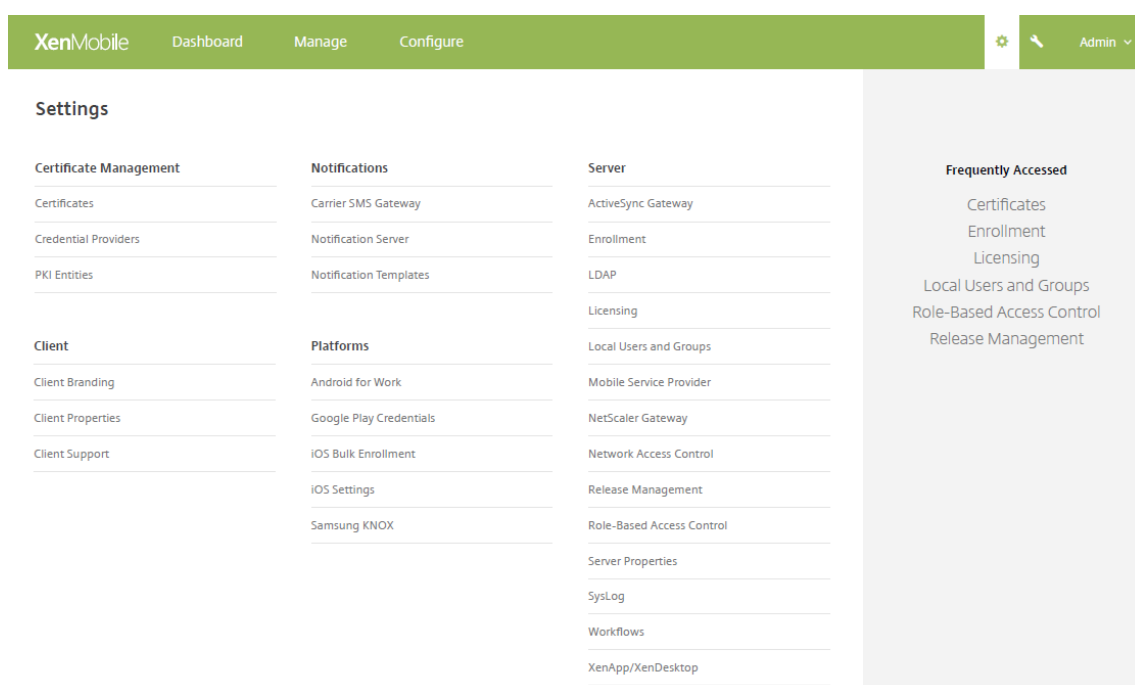 XenMobile Dashboard Manage Configure Admin
Settings
Certificate Management
Certificates
Credential Providers
PKI Entities
Client
Client Branding
Client Properties
Client Support
Notifications
Carrier SMS Gateway
Notification Server
Notification Templates
Platforms
Android for Work
Google Play Credentials
iOS Bulk Enrollment
iOS Settings
Samsung KNOX
Server
ActiveSync Gateway
Enrollment
LDAP
Licensing
Local Users and Groups
Mobile Service Provider
NetScaler Gateway
Network Access Control
Release Management
Role-Based Access Control
Server Properties
SysLog
Workflows
XenApp/XenDesktop
Frequently Accessed
Certificates
Enrollment
Licensing
Local Users and Groups
Role-Based Access Control
Release Management